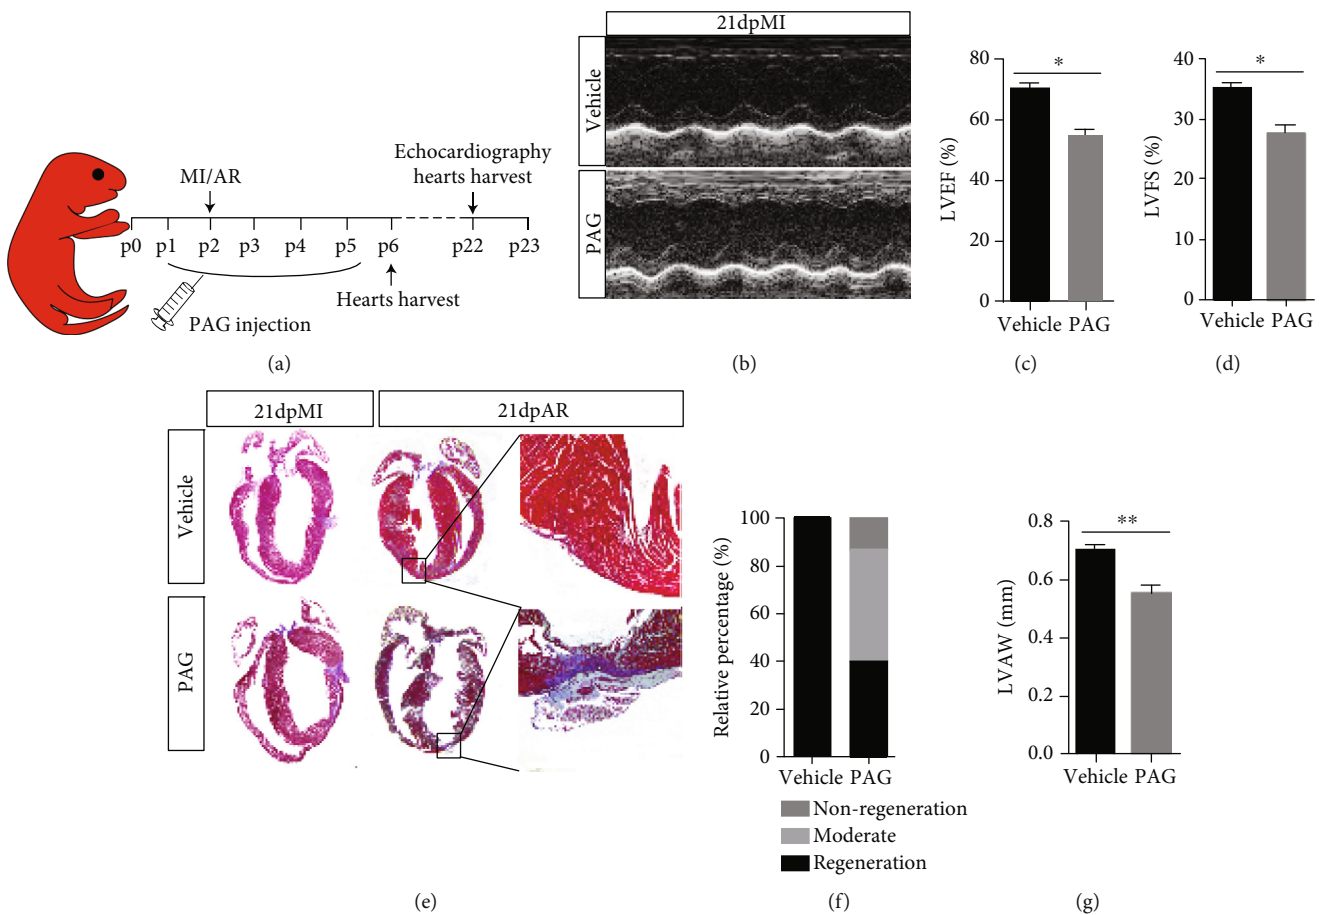 MI/AR
Echocardiography
hearts harvest
p0 p1 p2 p3 p4 p5 p6 p22 p23
PAG injection
Hearts harvest
(a)
21dpMI
Vehicle
PAG
(b)
LVEF (%)
80
60
40
20
0
*
Vehicle PAG
(c)
LVFS (%)
40
30
20
10
0
*
Vehicle PAG
(d)
21dpMI
21dpAR
Vehicle
PAG
(e)
Relative percentage (%)
100
80
60
40
20
0
Vehicle PAG
Non-regeneration
Moderate
Regeneration
(f)
LVAW (mm)
0.8
0.6
0.4
0.2
0.0
**
Vehicle PAG
(g)